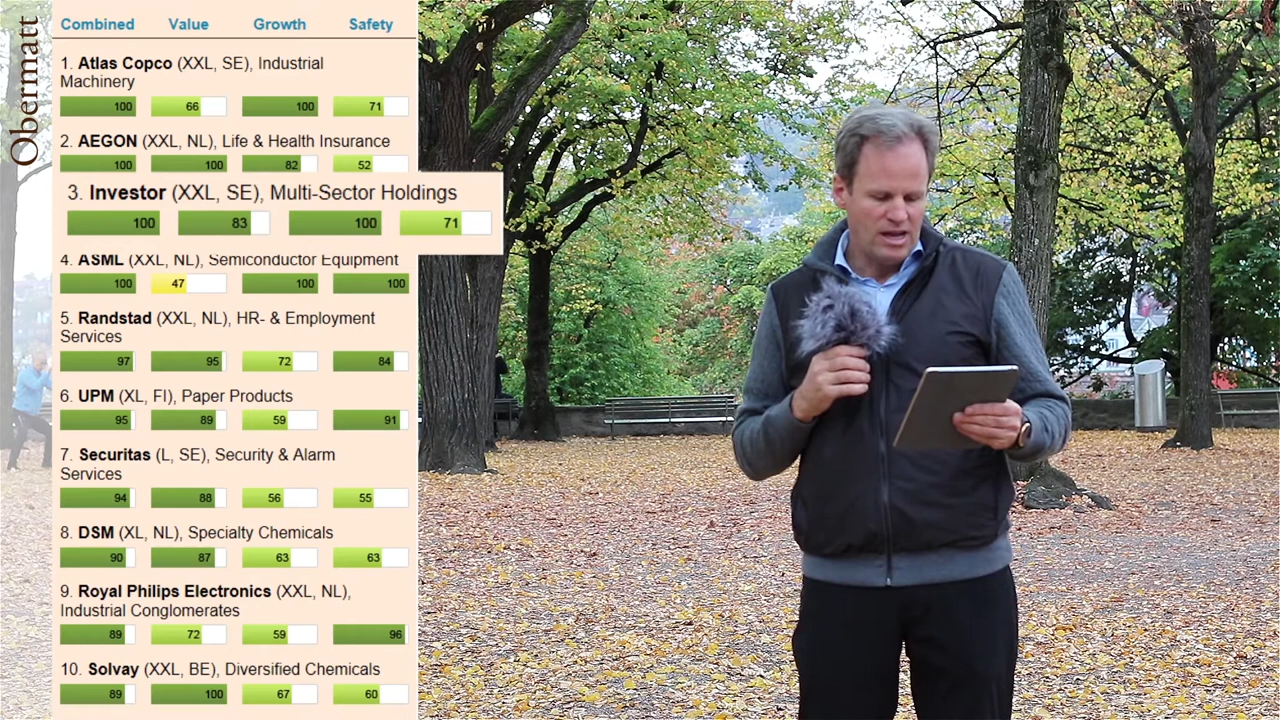 Obermatt
Combined Value Growth Safety
1. Atlas Copco (XXL, SE), Industrial
Machinery
100 66 100 71
2. AEGON (XXL, NL), Life & Health Insurance
100 100 82 52
3. Investor (XXL, SE), Multi-Sector Holdings
100 83 100 71
4. ASML (XXL, NL), Semiconductor Equipment
100 47 100 100
5. Randstad (XXL, NL), HR- & Employment
Services
97 95 72 84
6. UPM (XL, FI), Paper Products
95 89 59 91
7. Securitas (L, SE), Security & Alarm
Services
94 88 56 55
8. DSM (XL, NL), Specialty Chemicals
90 87 63 63
9. Royal Philips Electronics (XXL, NL),
Industrial Conglomerates
89 72 59 96
10. Solvay (XXL, BE), Diversified Chemicals
89 100 67 60